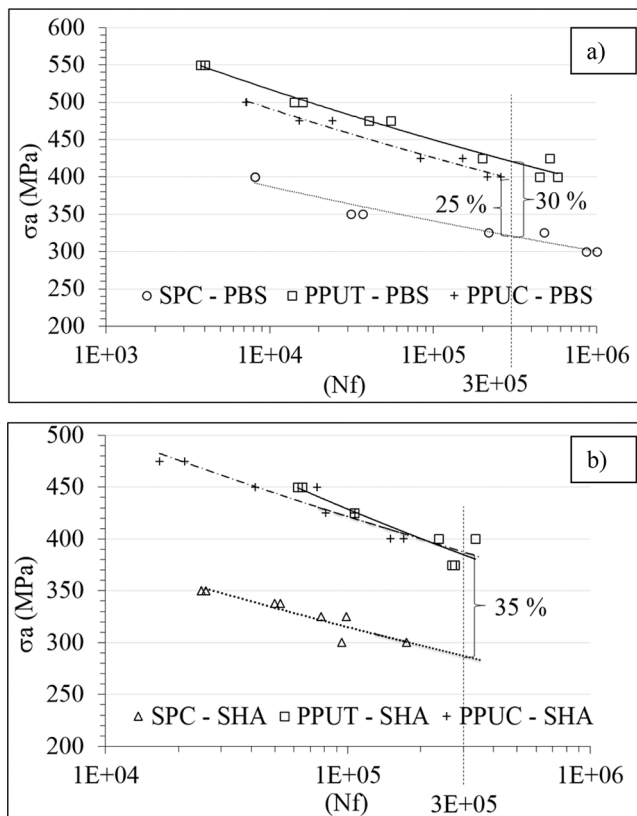 a)
600
550
500
450
400
350
300
250
200
σa (MPa)
25 %
30 %
SPC - PBS
PPUT - PBS
PPUC - PBS
1E+03
1E+04
1E+05
1E+06
(Nf)
3E+05
b)
500
450
400
350
300
250
200
σa (MPa)
35 %
SPC - SHA
PPUT - SHA
PPUC - SHA
1E+04
1E+05
1E+06
(Nf)
3E+05